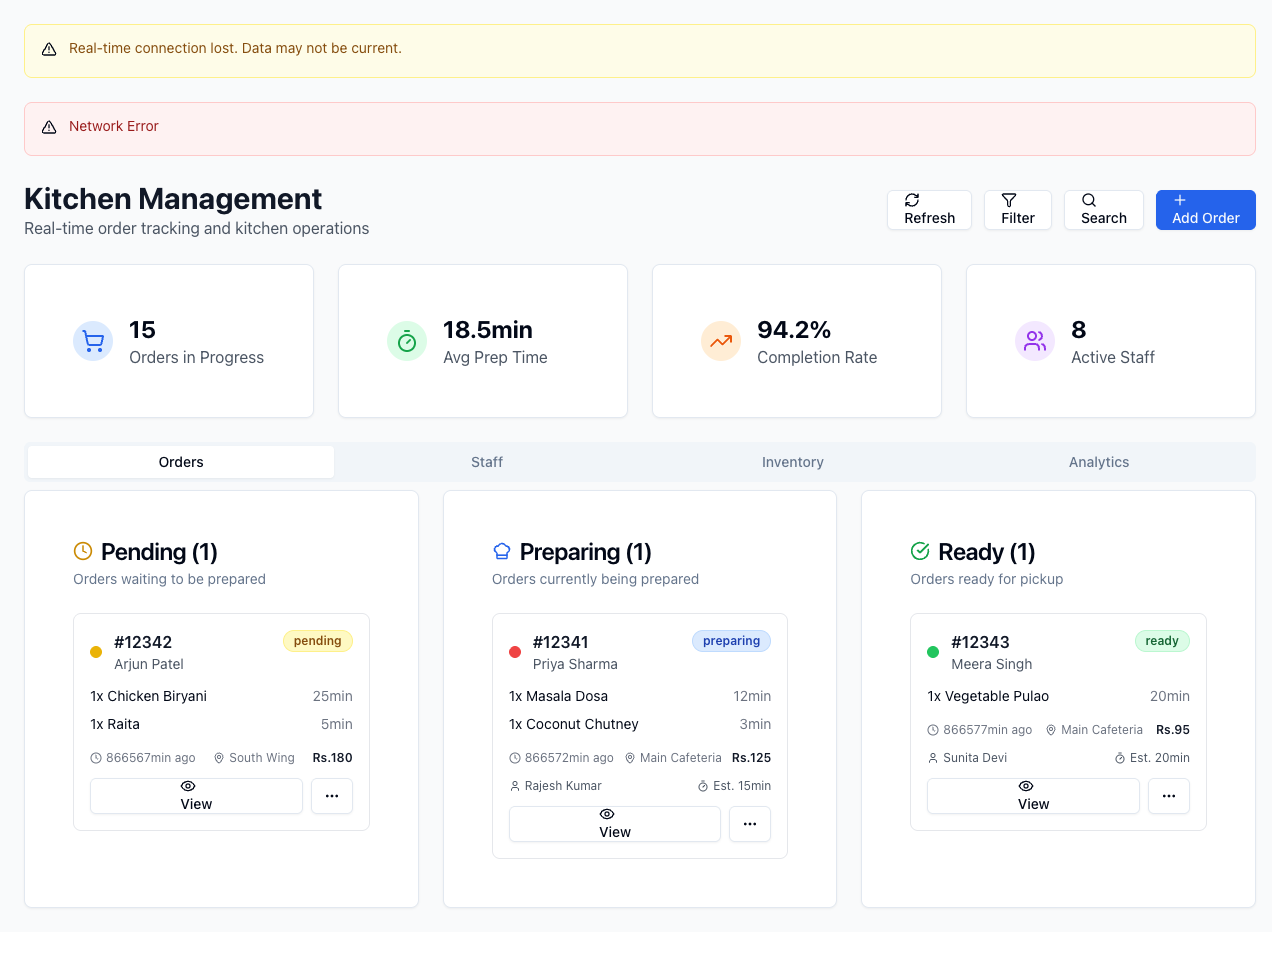 Real-time connection lost. Data may not be current.
Network Error
Kitchen Management
Real-time order tracking and kitchen operations
Refresh
Filter
Search
Add Order
15
Orders in Progress
18.5min
Avg Prep Time
94.2%
Completion Rate
8
Active Staff
Orders
Staff
Inventory
Analytics
Pending (1)
Orders waiting to be prepared
#12342
pending
Arjun Patel
1x Chicken Biryani 25min
1x Raita 5min
866567min ago South Wing Rs.180
View
Preparing (1)
Orders currently being prepared
#12341
preparing
Priya Sharma
1x Masala Dosa 12min
1x Coconut Chutney 3min
866572min ago Main Cafeteria Rs.125
Rajesh Kumar Est. 15min
View
Ready (1)
Orders ready for pickup
#12343
ready
Meera Singh
1x Vegetable Pulao 20min
866577min ago Main Cafeteria Rs.95
Sunita Devi Est. 20min
View